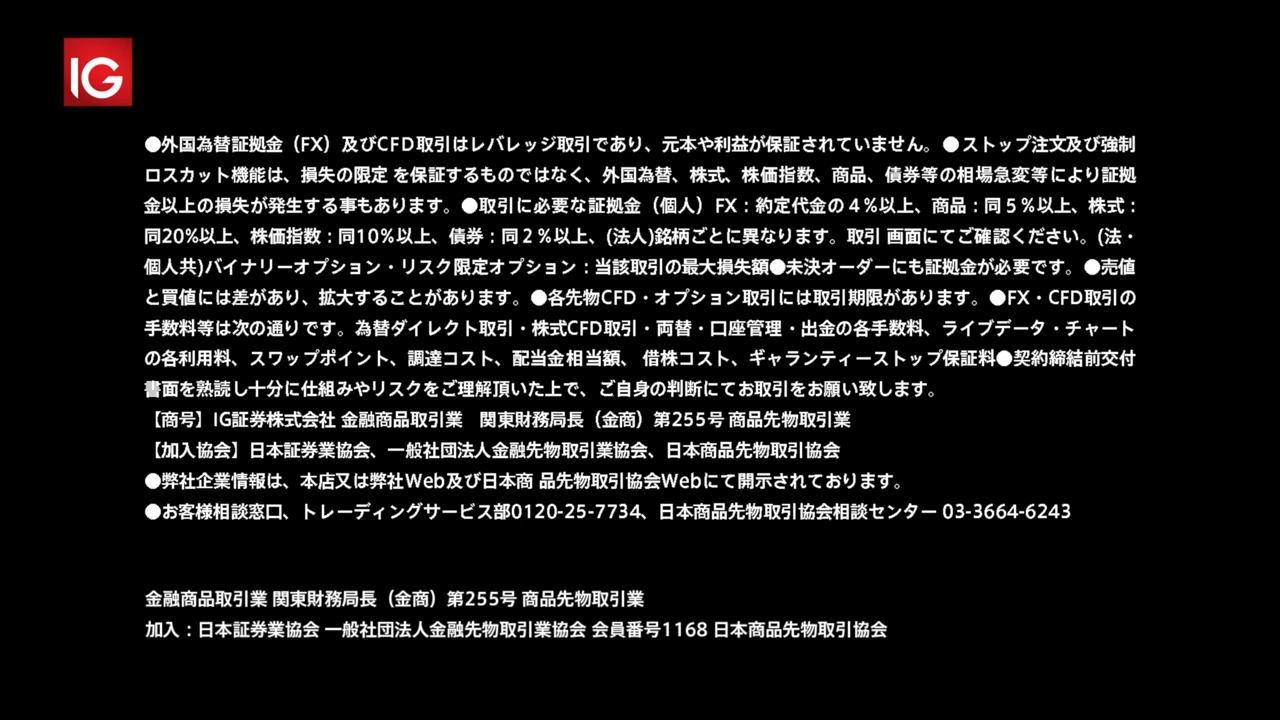 IG
●外国為替証拠金（FX）及びCFD取引はレバレッジ取引であり、元本や利益が保証されていません。●ストップ注文及び強制
ロスカット機能は、損失の限定 を保証するものではなく、外国為替、株式、株価指数、商品、債券等の相場急変等により証拠
金以上の損失が発生する事もあります。●取引に必要な証拠金（個人）FX：約定代金の４%以上、商品：同５%以上、株式：
同20%以上、株価指数：同10%以上、債券：同２%以上、(法人)銘柄ごとに異なります。取引 画面にてご確認ください。(法・
個人共)バイナリーオプション・リスク限定オプション：当該取引の最大損失額●未決オーダーにも証拠金が必要です。●売値
と買値には差があり、拡大することがあります。●各先物CFD・オプション取引には取引期限があります。●FX・CFD取引の
手数料等は次の通りです。為替ダイレクト取引・株式CFD取引・両替・口座管理・出金の各手数料、ライブデータ・チャート
の各利用料、スワップポイント、調達コスト、配当金相当額、 借株コスト、ギャランティーストップ保証料●契約締結前交付
書面を熟読し十分に仕組みやリスクをご理解頂いた上で、ご自身の判断にてお取引をお願い致します。
【商号】IG証券株式会社 金融商品取引業　関東財務局長（金商）第255号 商品先物取引業
【加入協会】日本証券業協会、一般社団法人金融先物取引業協会、日本商品先物取引協会
●弊社企業情報は、本店又は弊社Web及び日本商 品先物取引協会Webにて開示されております。
●お客様相談窓口、トレーディングサービス部0120-25-7734、日本商品先物取引協会相談センター 03-3664-6243
金融商品取引業 関東財務局長（金商）第255号 商品先物取引業
加入：日本証券業協会 一般社団法人金融先物取引業協会 会員番号1168 日本商品先物取引協会